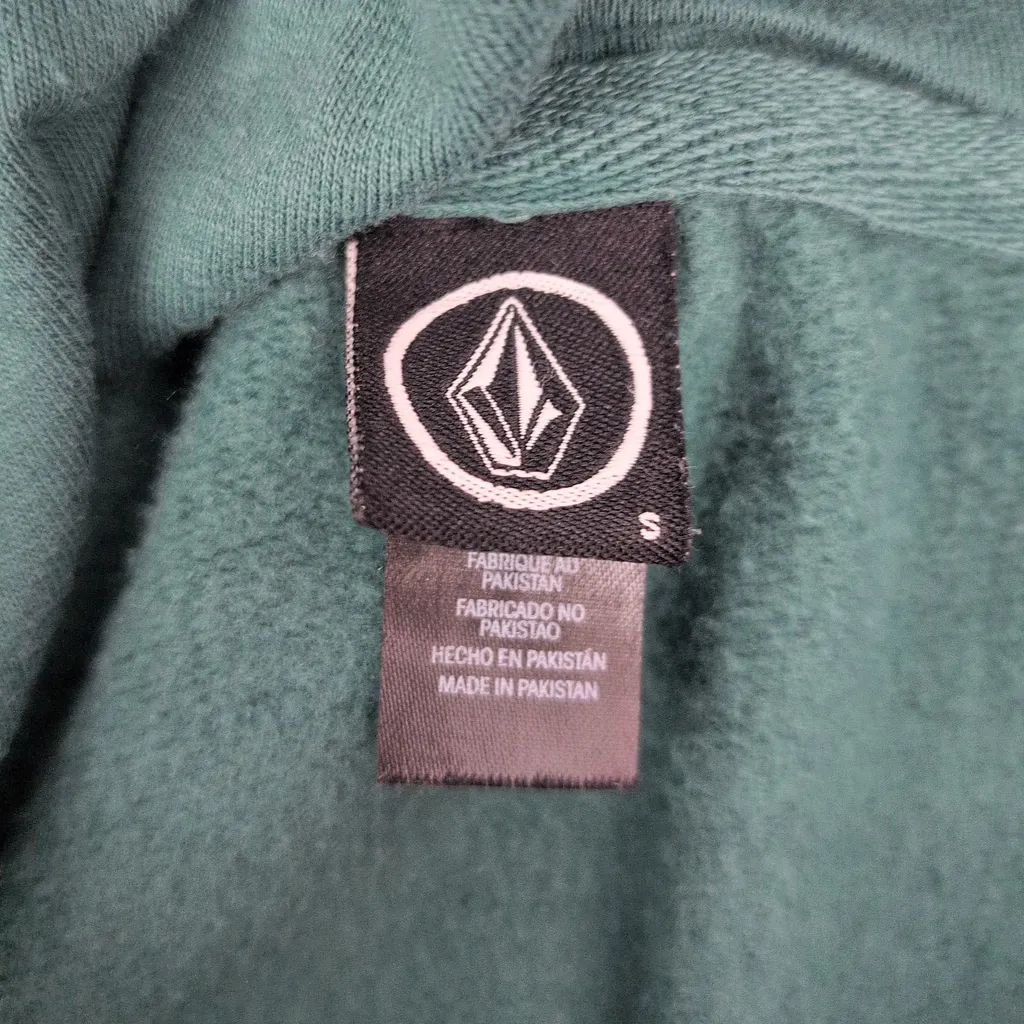 S
FABRIQUE AU
PAKISTAN
FABRICADO NO
PAKISTAO
HECHO EN PAKISTÁN
MADE IN PAKISTAN